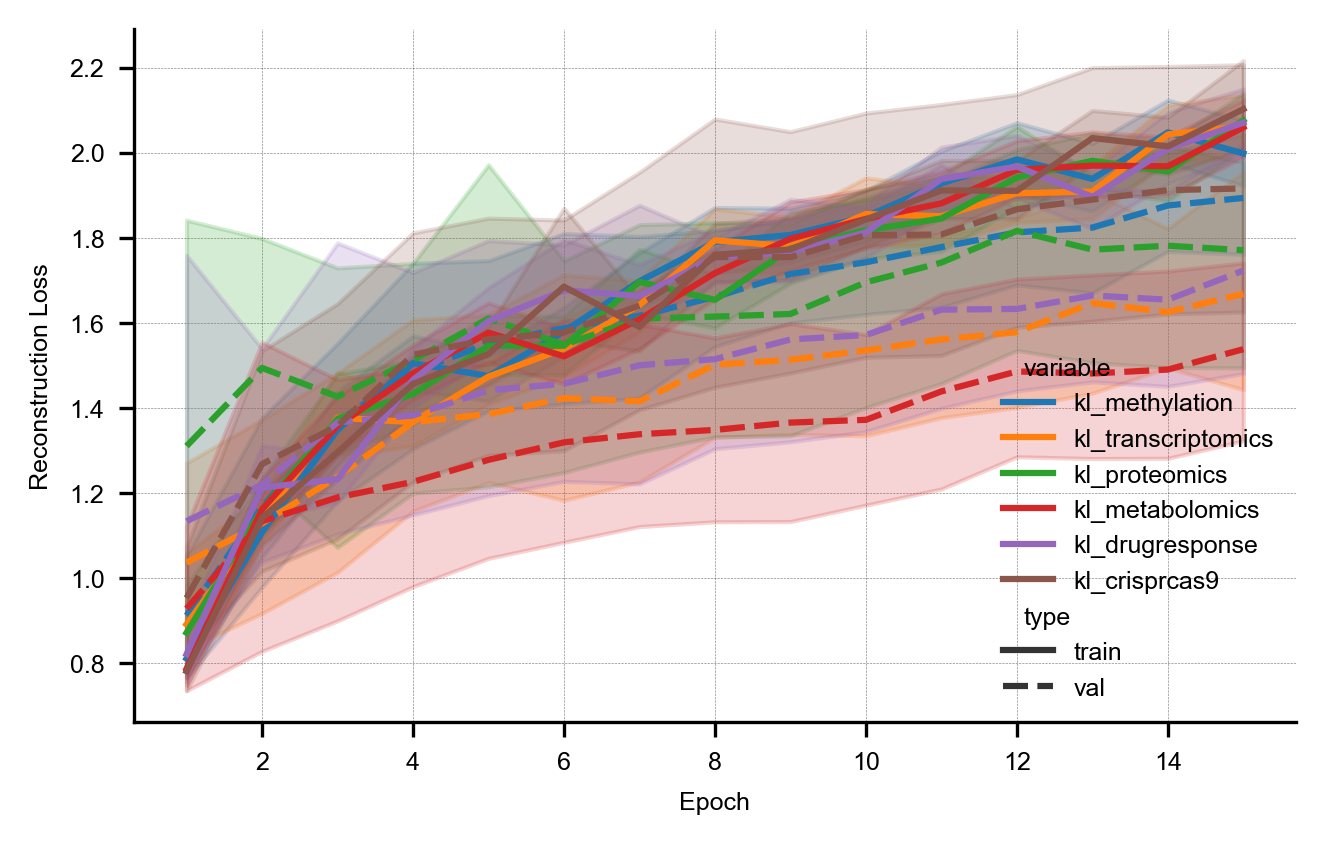 2.2
2.0
1.8
1.6
1.4
1.2
1.0
0.8
Reconstruction Loss
2
4
6
8
10
12
14
Epoch
variable
kl_methylation
kl_transcriptomics
kl_proteomics
kl_metabolomics
kl_drugresponse
kl_crisprcas9
type
train
val